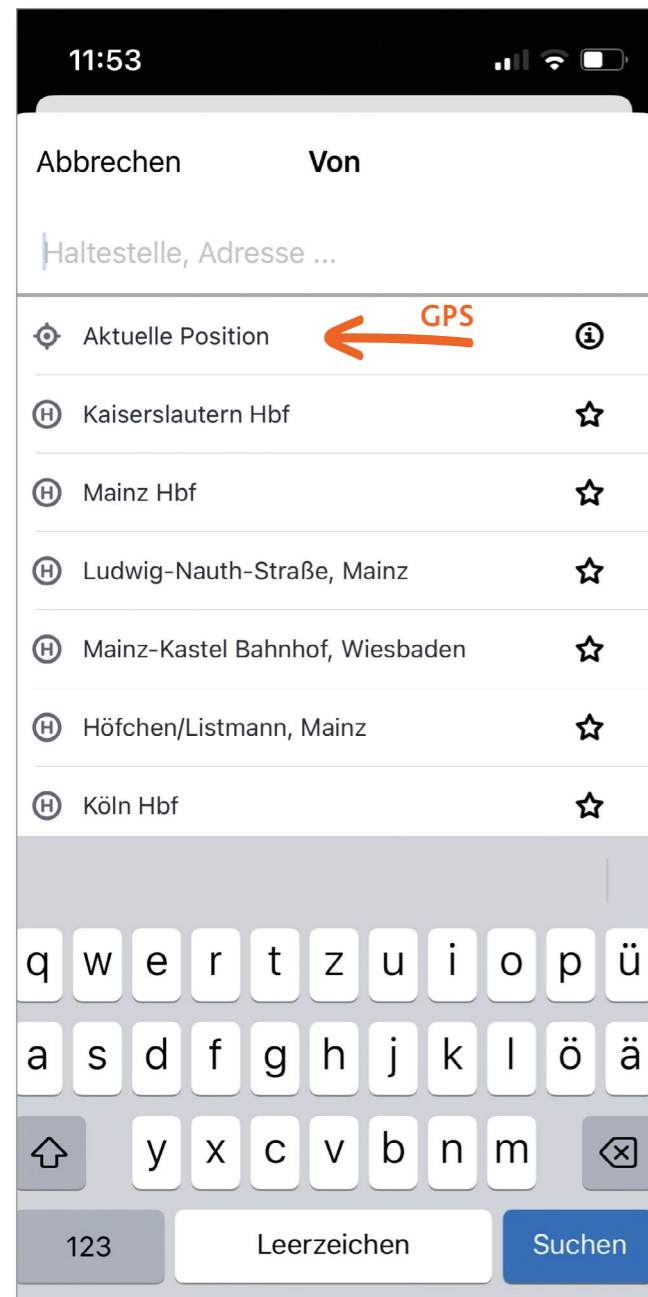 11:53
Abbrechen Von
Haltestelle, Adresse ...
GPS
Aktuelle Position
Kaiserslautern Hbf
Mainz Hbf
Ludwig-Nauth-Straße, Mainz
Mainz-Kastel Bahnhof, Wiesbaden
Höfchen/Listmann, Mainz
Köln Hbf
q w e r t z u i o p ü
a s d f g h j k l ö ä
y x c v b n m
123 Leerzeichen Suchen